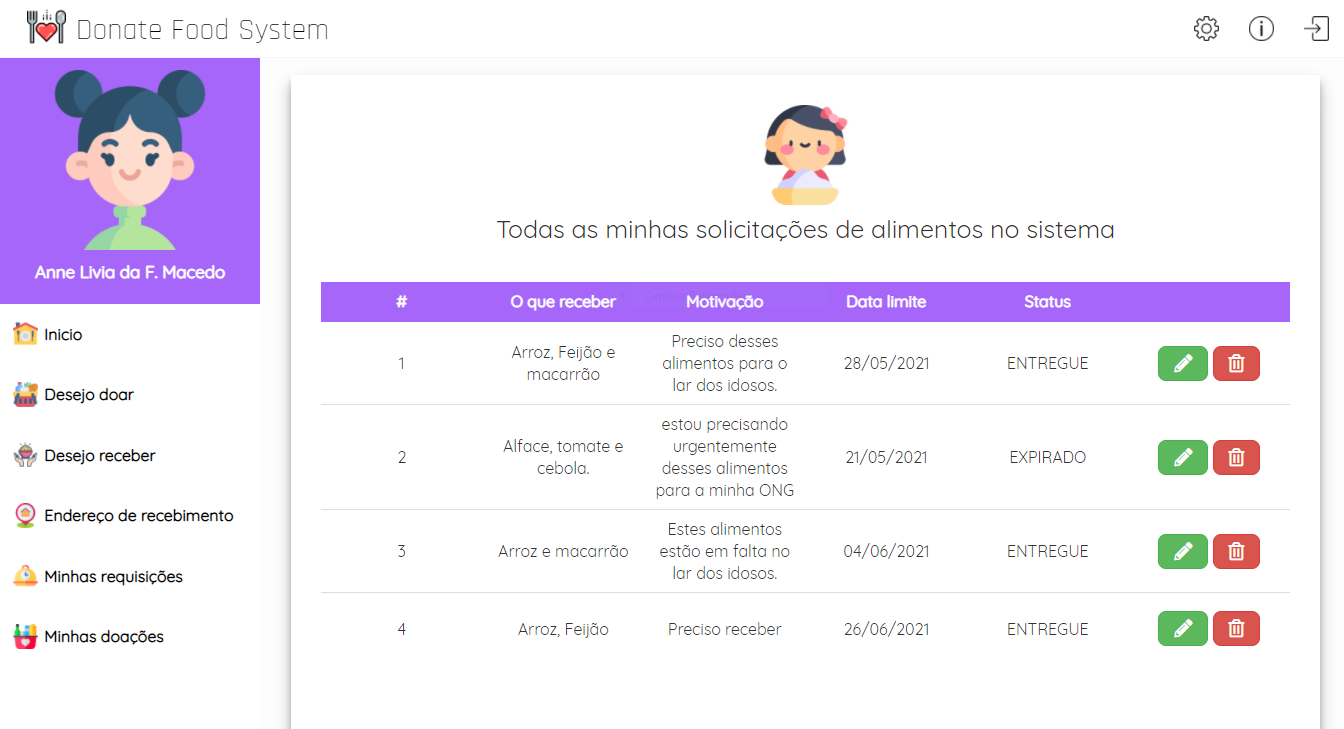 Donate Food System
Anne Livia da F. Macedo
Inicio
Desejo doar
Desejo receber
Endereço de recebimento
Minhas requisições
Minhas doações
Todas as minhas solicitações de alimentos no sistema
# O que receber Motivação Data limite Status
1
Arroz, Feijão e
macarrão
Preciso desses
alimentos para o
lar dos idosos.
28/05/2021
ENTREGUE
2
Alface, tomate e
cebola.
estou precisando
urgentemente
desses alimentos
para a minha ONG
21/05/2021
EXPIRADO
3
Arroz e macarrão
Estes alimentos
estão em falta no
lar dos idosos.
04/06/2021
ENTREGUE
4
Arroz, Feijão
Preciso receber
26/06/2021
ENTREGUE